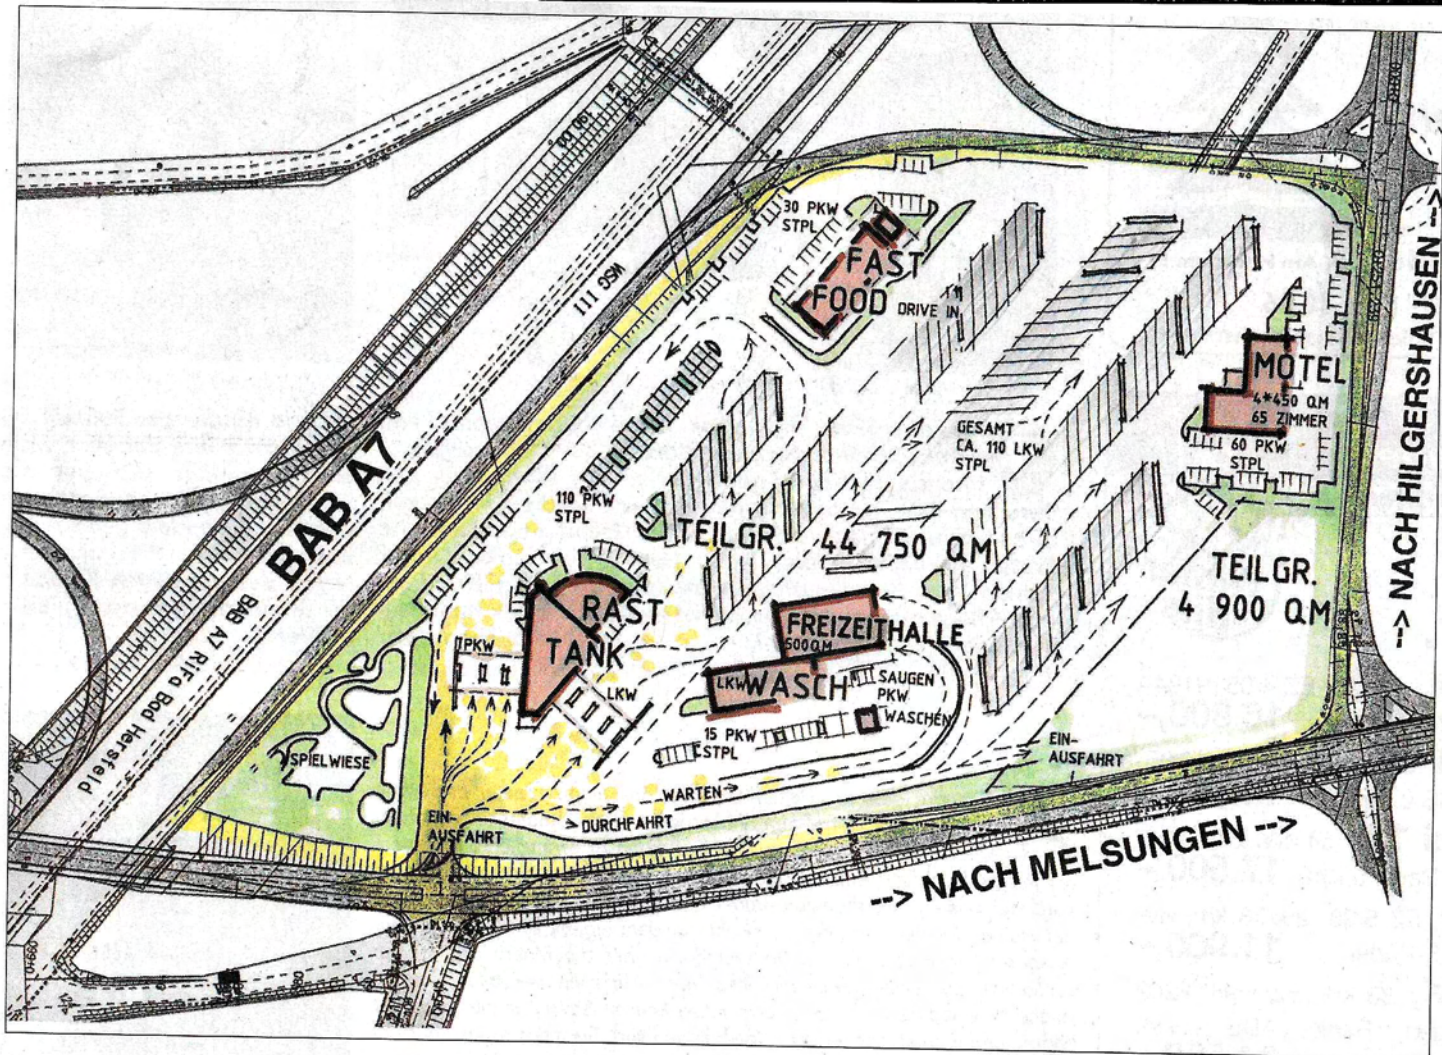 30 PKW
STPL
FAST
FOOD DRIVE IN
WSG III
BAB A7
BAB A7 RiFa Bad Hersfeld
MOTEL
4*450 QM
65 ZIMMER
60 PKW
STPL
--> NACH HILGERSHAUSEN -->
GESAMT
CA. 110 LKW
STPL
110 PKW
STPL
TEILGR. 44 750 QM
TEILGR.
4 900 QM
RAST
TANK
PKW
LKW
FREIZEITHALLE
500QM
LKW WASCH
SAUGEN
PKW
WASCHEN
15 PKW
STPL
SPIELWIESE
EIN-
AUSFAHRT
WARTEN
DURCHFAHRT
EIN-
AUSFAHRT
--> NACH MELSUNGEN -->
0+660